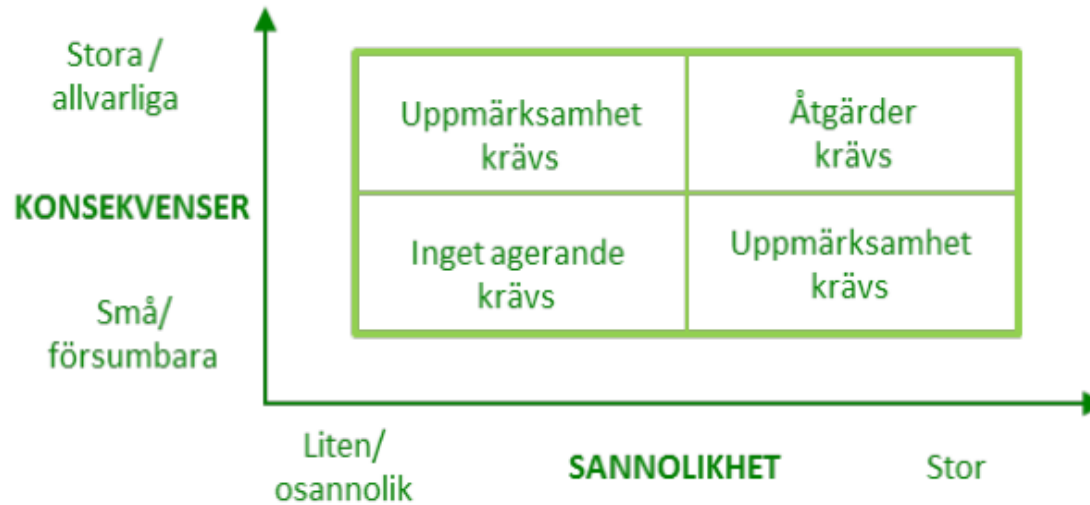 Stora /
allvarliga
Uppmärksamhet
krävs
Åtgärder
krävs
KONSEKVENSER
Inget agerande
krävs
Uppmärksamhet
krävs
Små/
försumbara
Liten/
osannolik
SANNOLIKHET
Stor